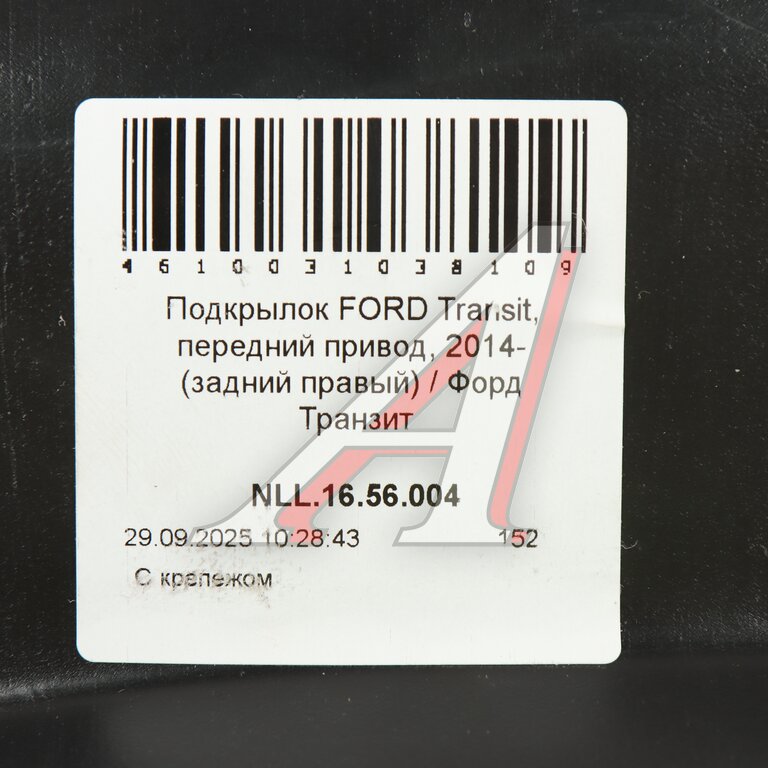 4610031038109
Подкрылок FORD Transit,
передний привод, 2014-
(задний правый) / Форд
Транзит
NLL.16.56.004
29.09.2025 10:28:43 152
С крепежом